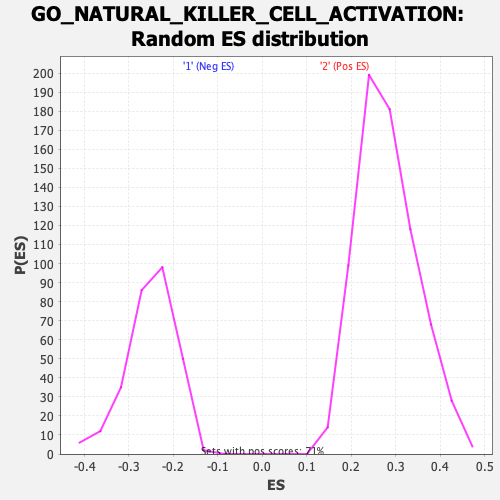 GO_NATURAL_KILLER_CELL_ACTIVATION:
Random ES distribution
'1' (Neg ES)
'2' (Pos ES)
200
190
180
170
160
150
140
130
120
110
100
90
80
70
60
50
40
30
20
10
0
P(ES)
Sets with pos scores: 71%
-0.4 -0.3 -0.2 -0.1 0.0 0.1 0.2 0.3 0.4 0.5
ES